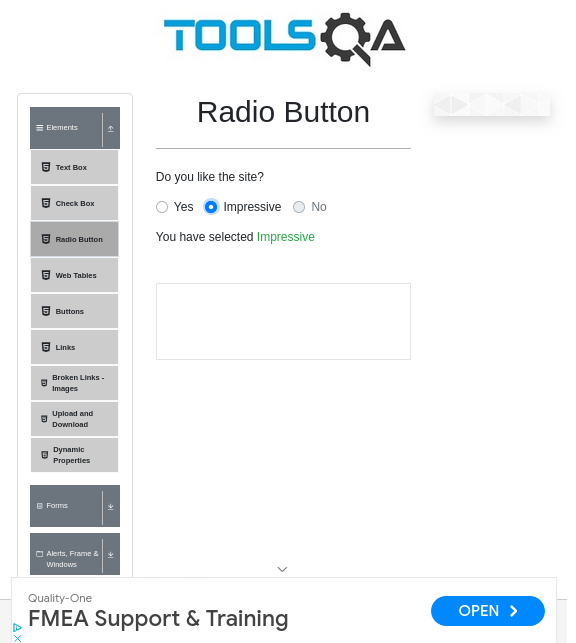 TOOLSQA
Elements
Text Box
Check Box
Radio Button
Web Tables
Buttons
Links
Broken Links -
Images
Upload and
Download
Dynamic
Properties
Forms
Alerts, Frame &
Windows
Radio Button
Do you like the site?
Yes
Impressive
No
You have selected Impressive
Quality-One
FMEA Support & Training
OPEN